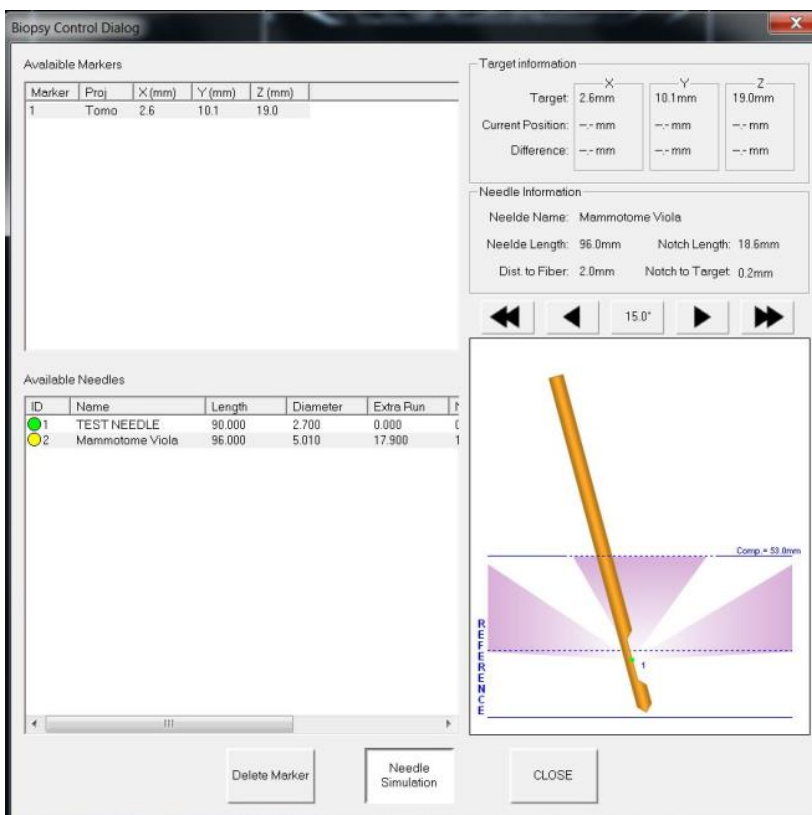 Biopsy Control Dialog
Avalaible Markers
Marker Proj X (mm) Y (mm) Z (mm)
1 Tomo 2.6 10.1 19.0
Target information
X Y Z
Target: 2.6mm 10.1mm 19.0mm
Current Position: --.- mm --.- mm --.- mm
Difference: --.- mm --.- mm --.- mm
Needle Information
Neelde Name: Mammotome Viola
Neelde Length: 96.0mm Notch Length: 18.6mm
Dist. to Fiber: 2.0mm Notch to Target: 0.2mm
15.0°
Available Needles
ID Name Length Diameter Extra Run
1 TEST NEEDLE 90.000 2.700 0.000
2 Mammotome Viola 96.000 5.010 17.900
Comp.= 53.0mm
REFERENCE
1
Delete Marker
Needle
Simulation
CLOSE